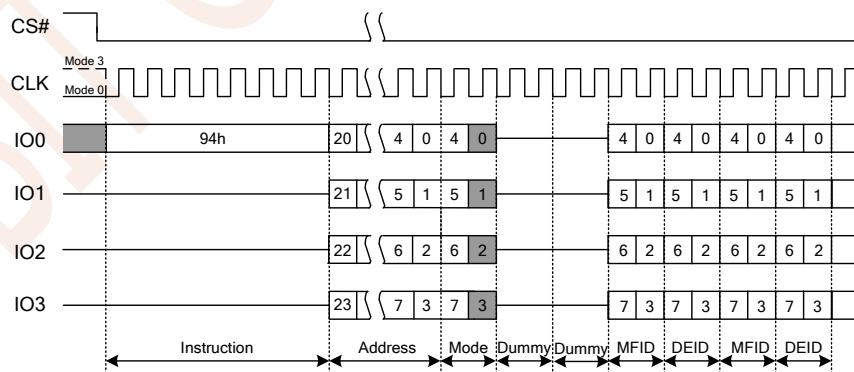 CS#
Mode 3
CLK
Mode 0
IO0 94h 20 4 0 4 0 4 0 4 0 4 0 4 0
IO1 21 5 1 5 1 5 1 5 1 5 1 5 1
IO2 22 6 2 6 2 6 2 6 2 6 2 6 2
IO3 23 7 3 7 3 7 3 7 3 7 3 7 3
Instruction Address Mode Dummy Dummy MFID DEID MFID DEID